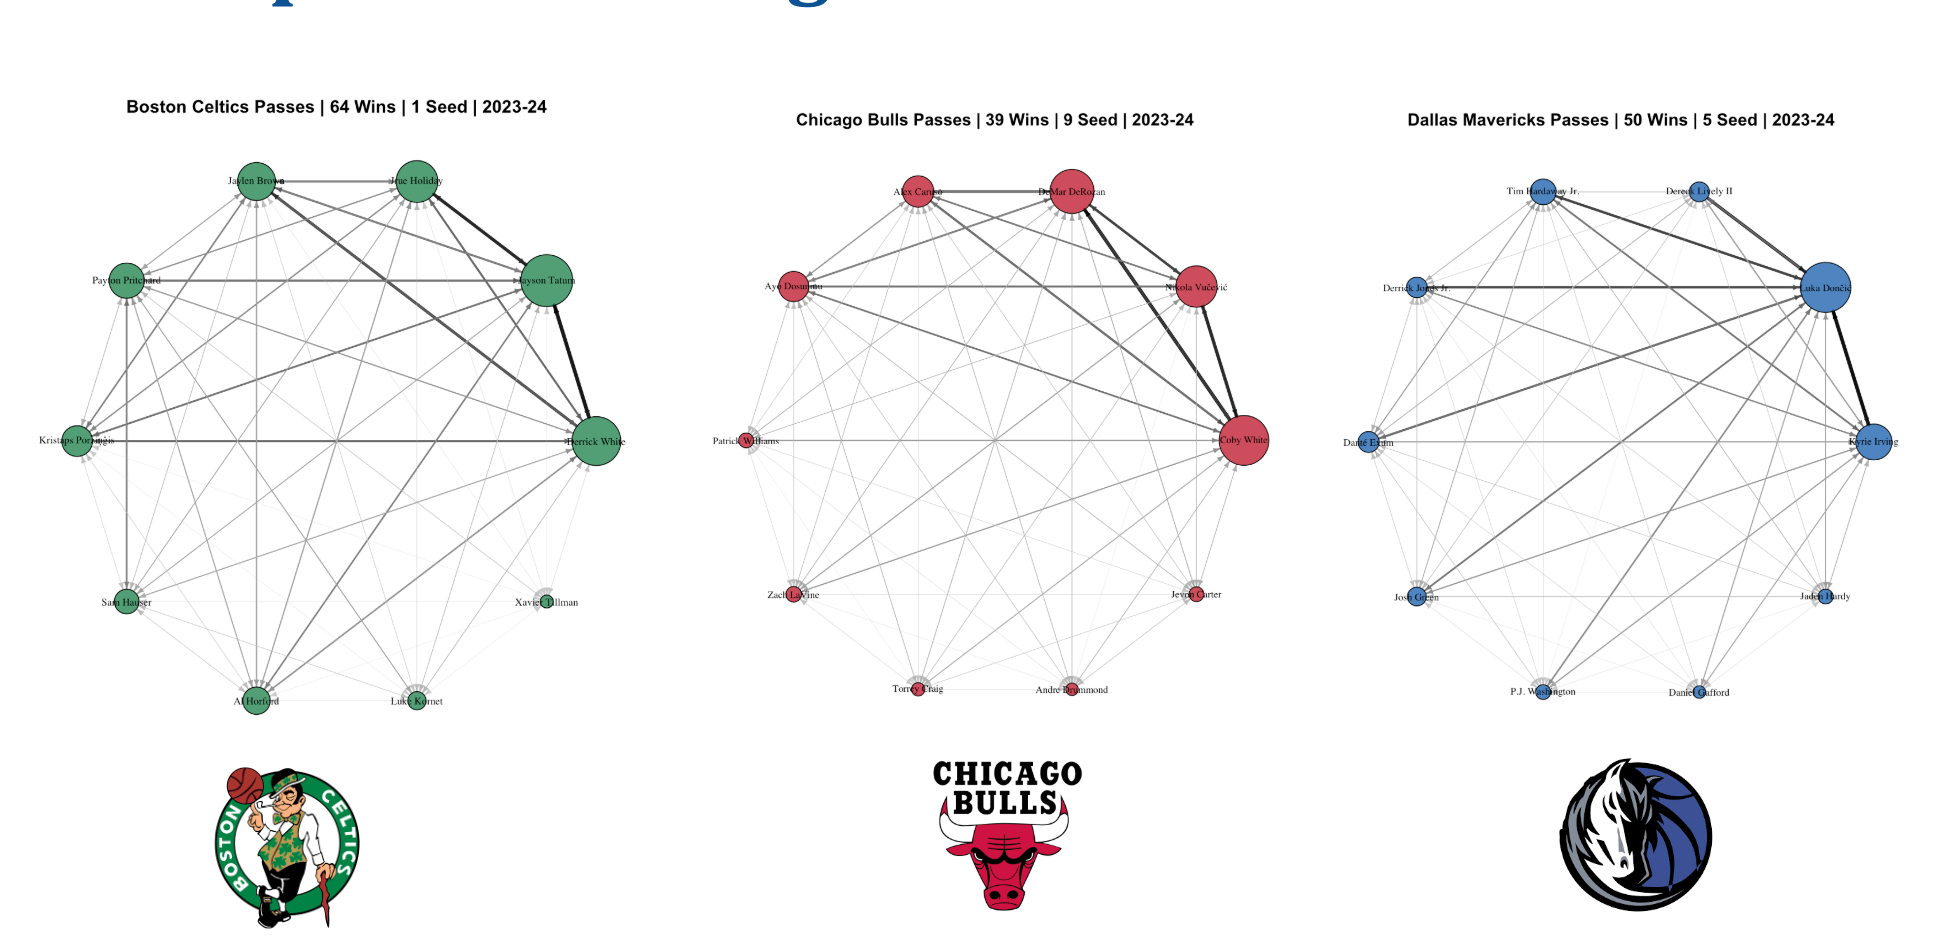 Boston Celtics Passes | 64 Wins | 1 Seed | 2023-24
Jaylen Brown
Jrue Holiday
Payton Pritchard
Jayson Tatum
Kristaps Porziņģis
Derrick White
Sam Hauser
Xavier Tillman
Al Horford
Luke Kornet
BOSTON CELTICS
Chicago Bulls Passes | 39 Wins | 9 Seed | 2023-24
Alex Caruso
DeMar DeRozan
Ayo Dosunmu
Nikola Vučević
Patrick Williams
Coby White
Zach LaVine
Jevon Carter
Torrey Craig
Andre Drummond
CHICAGO
BULLS
Dallas Mavericks Passes | 50 Wins | 5 Seed | 2023-24
Tim Hardaway Jr.
Dereck Lively II
Derrick Jones Jr.
Luka Dončić
Danté Exum
Kyrie Irving
Josh Green
Jaden Hardy
P.J. Washington
Daniel Gafford